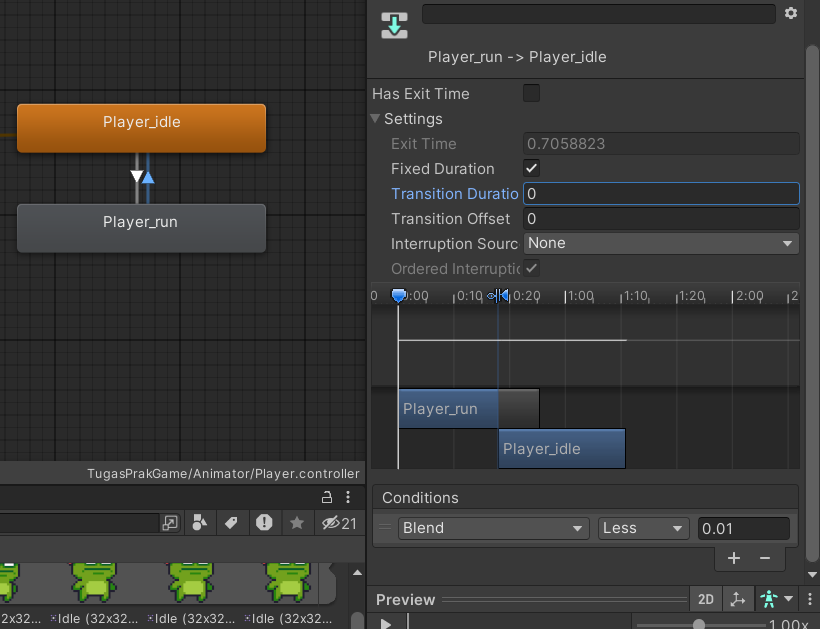 Player_run -> Player_idle
Player_idle
Player_run
Has Exit Time
Settings
Exit Time 0.7058823
Fixed Duration
Transition Duratio 0
Transition Offset 0
Interruption Sourc None
Ordered Interruptic
0 0:00 0:10 0:20 1:00 1:10 1:20 2:00 2
Player_run
Player_idle
TugasPrakGame/Animator/Player.controller
21
Conditions
Blend Less 0.01
+ −
2x32... Idle (32x32... Idle (32x32... Idle (32x32...
Preview 2D
1.00x